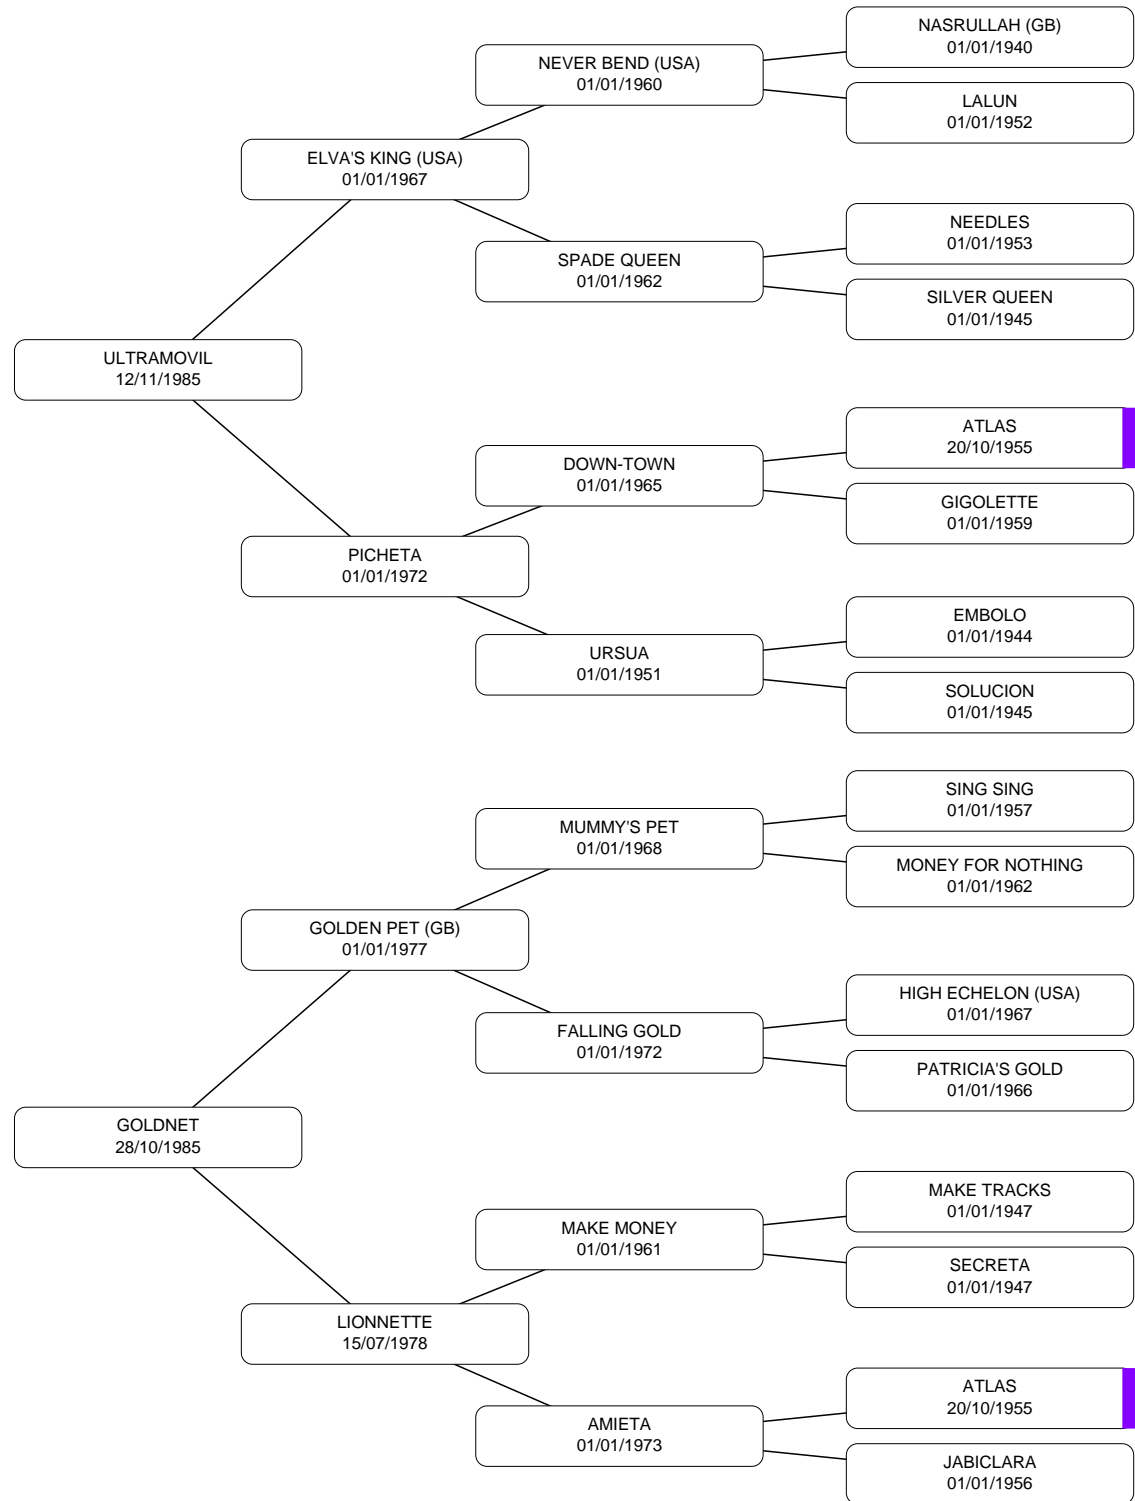 NASRULLAH (GB)
01/01/1940
NEVER BEND (USA)
01/01/1960
LALUN
01/01/1952
ELVA'S KING (USA)
01/01/1967
NEEDLES
01/01/1953
SPADE QUEEN
01/01/1962
SILVER QUEEN
01/01/1945
ULTRAMOVIL
12/11/1985
ATLAS
20/10/1955
DOWN-TOWN
01/01/1965
GIGOLETTE
01/01/1959
PICHETA
01/01/1972
EMBOLO
01/01/1944
URSUA
01/01/1951
SOLUCION
01/01/1945
SING SING
01/01/1957
MUMMY'S PET
01/01/1968
MONEY FOR NOTHING
01/01/1962
GOLDEN PET (GB)
01/01/1977
HIGH ECHELON (USA)
01/01/1967
FALLING GOLD
01/01/1972
PATRICIA'S GOLD
01/01/1966
GOLDNET
28/10/1985
MAKE TRACKS
01/01/1947
MAKE MONEY
01/01/1961
SECRETA
01/01/1947
LIONNETTE
15/07/1978
ATLAS
20/10/1955
AMIETA
01/01/1973
JABICLARA
01/01/1956